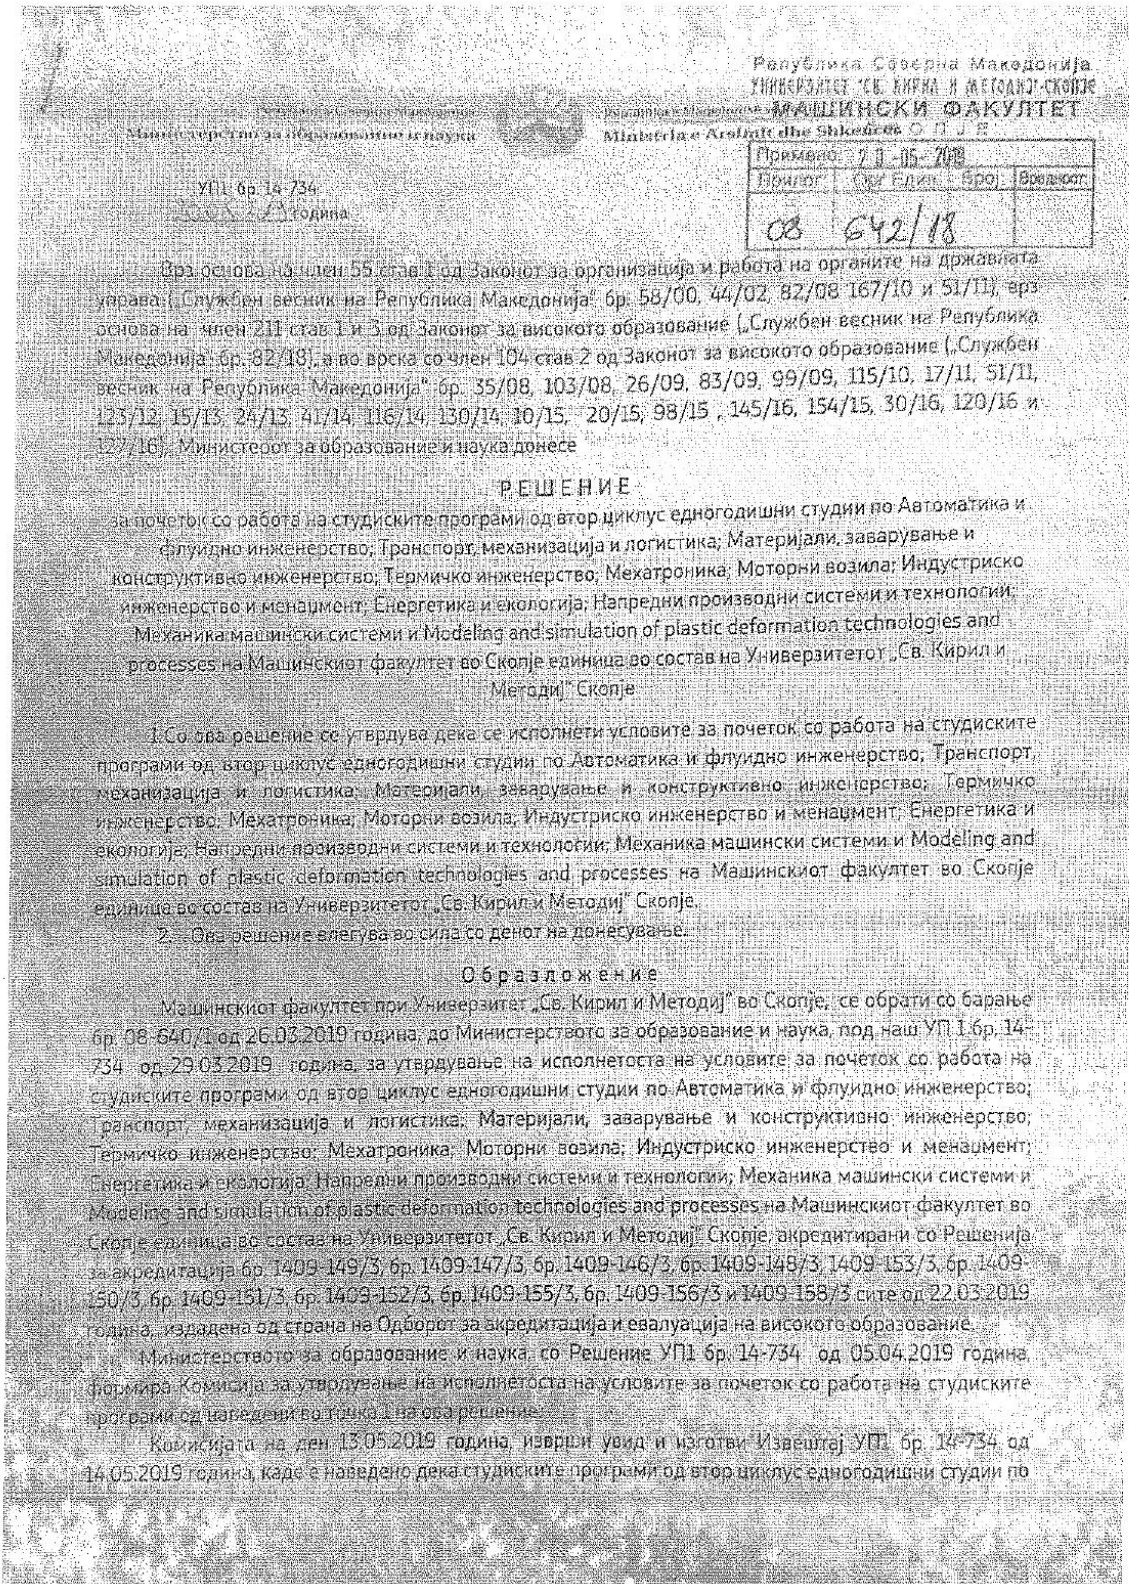 Република Северна Македонија
УНИВЕРЗИТЕТ "СВ. КИРИЛ И МЕТОДИЈ"-СКОПЈЕ
МАШИНСКИ ФАКУЛТЕТ
СКОПЈЕ
Министерство за образование и наука
Ministria e Arsimit dhe Shkencës
Примено: 20-05-2019
Прилог Орг.Един. Број Вредност
08 642/18
УП1 бр. 14-734
година
Врз основа на член 55 став 1 од Законот за организација и работа на органите на државната
управа („Службен весник на Република Македонија" бр. 58/00, 44/02, 82/08 167/10 и 51/11), врз
основа на член 211 став 1 и 3 од Законот за високото образование („Службен весник на Република
Македонија" бр. 82/18), а во врска со член 104 став 2 од Законот за високото образование („Службен
весник на Република Македонија" бр. 35/08, 103/08, 26/09, 83/09, 99/09, 115/10, 17/11, 51/11,
123/12, 15/13, 24/13, 41/14, 116/14, 130/14, 10/15, 20/15, 98/15 , 145/16, 154/15, 30/16, 120/16 и
127/16), Министерот за образование и наука донесе
РЕШЕНИЕ
за почеток со работа на студиските програми од втор циклус едногодишни студии по Автоматика и
флуидно инженерство; Транспорт, механизација и логистика; Материјали, заварување и
конструктивно инженерство; Термичко инженерство; Мехатроника; Моторни возила; Индустриско
инженерство и менаџмент; Енергетика и екологија; Напредни производни системи и технологии;
Механика машински системи и Modeling and simulation of plastic deformation technologies and
processes на Машинскиот факултет во Скопје единица во состав на Универзитетот „Св. Кирил и
Методиј" Скопје
1.Со ова решение се утврдува дека се исполнети условите за почеток со работа на студиските
програми од втор циклус едногодишни студии по Автоматика и флуидно инженерство; Транспорт,
механизација и логистика; Материјали, заварување и конструктивно инженерство; Термичко
инженерство; Мехатроника; Моторни возила; Индустриско инженерство и менаџмент; Енергетика и
екологија; Напредни производни системи и технологии; Механика машински системи и Modeling and
simulation of plastic deformation technologies and processes на Машинскиот факултет во Скопје
единица во состав на Универзитетот „Св. Кирил и Методиј" Скопје.
2. Ова решение влегува во сила со денот на донесување.
Образложение
Машинскиот факултет при Универзитет „Св. Кирил и Методиј" во Скопје, се обрати со барање
бр. 08-640/1 од 26.03.2019 година, до Министерството за образование и наука, под наш УП 1 бр. 14-
734 од 29.03.2019 година, за утврдување на исполнетоста на условите за почеток со работа на
студиските програми од втор циклус едногодишни студии по Автоматика и флуидно инженерство;
Транспорт, механизација и логистика; Материјали, заварување и конструктивно инженерство;
Термичко инженерство; Мехатроника; Моторни возила; Индустриско инженерство и менаџмент;
Енергетика и екологија; Напредни производни системи и технологии; Механика машински системи и
Modeling and simulation of plastic deformation technologies and processes на Машинскиот факултет во
Скопје единица во состав на Универзитетот „Св. Кирил и Методиј" Скопје, акредитирани со Решенија
за акредитација бр. 1409-149/3, бр. 1409-147/3, бр. 1409-146/3, бр. 1409-148/3, 1409-153/3, бр. 1409-
150/3, бр. 1409-151/3, бр. 1409-152/3, бр. 1409-155/3, бр. 1409-156/3 и 1409-158/3 сите од 22.03.2019
година, издадена од страна на Одборот за акредитација и евалуација на високото образование.
Министерството за образование и наука, со Решение УП1 бр. 14-734 од 05.04.2019 година,
формира Комисија за утврдување на исполнетоста на условите за почеток со работа на студиските
програми од наведени во точка 1 на ова решение.
Комисијата на ден 13.05.2019 година, изврши увид и изготви Извештај УП1 бр. 14-734 од
14.05.2019 година, каде е наведено дека студиските програми од втор циклус едногодишни студии по